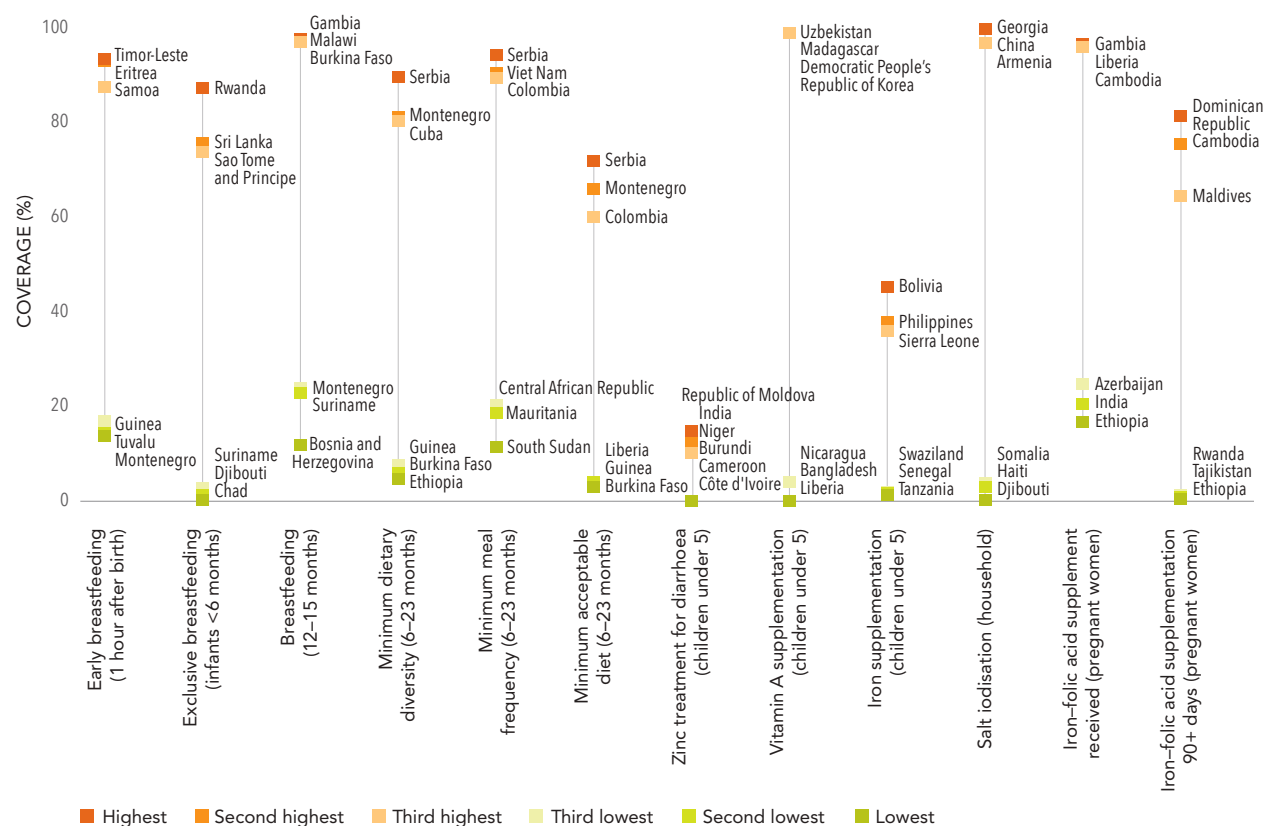 100
80
60
40
20
0
COVERAGE (%)
Timor-Leste
Eritrea
Samoa
Guinea
Tuvalu
Montenegro
Rwanda
Sri Lanka
Sao Tome
and Principe
Suriname
Djibouti
Chad
Gambia
Malawi
Burkina Faso
Montenegro
Suriname
Bosnia and
Herzegovina
Serbia
Montenegro
Cuba
Guinea
Burkina Faso
Ethiopia
Serbia
Viet Nam
Colombia
Central African Republic
Mauritania
South Sudan
Serbia
Montenegro
Colombia
Liberia
Guinea
Burkina Faso
Republic of Moldova
India
Niger
Burundi
Cameroon
Côte d'Ivoire
Uzbekistan
Madagascar
Democratic People's
Republic of Korea
Nicaragua
Bangladesh
Liberia
Bolivia
Philippines
Sierra Leone
Swaziland
Senegal
Tanzania
Georgia
China
Armenia
Somalia
Haiti
Djibouti
Gambia
Liberia
Cambodia
Azerbaijan
India
Ethiopia
Dominican
Republic
Cambodia
Maldives
Rwanda
Tajikistan
Ethiopia
Early breastfeeding
(1 hour after birth)
Exclusive breastfeeding
(infants <6 months)
Breastfeeding
(12–15 months)
Minimum dietary
diversity (6–23 months)
Minimum meal
frequency (6–23 months)
Minimum acceptable
diet (6–23 months)
Zinc treatment for diarrhoea
(children under 5)
Vitamin A supplementation
(children under 5)
Iron supplementation
(children under 5)
Salt iodisation (household)
Iron–folic acid supplement
received (pregnant women)
Iron–folic acid supplementation
90+ days (pregnant women)
Highest
Second highest
Third highest
Third lowest
Second lowest
Lowest